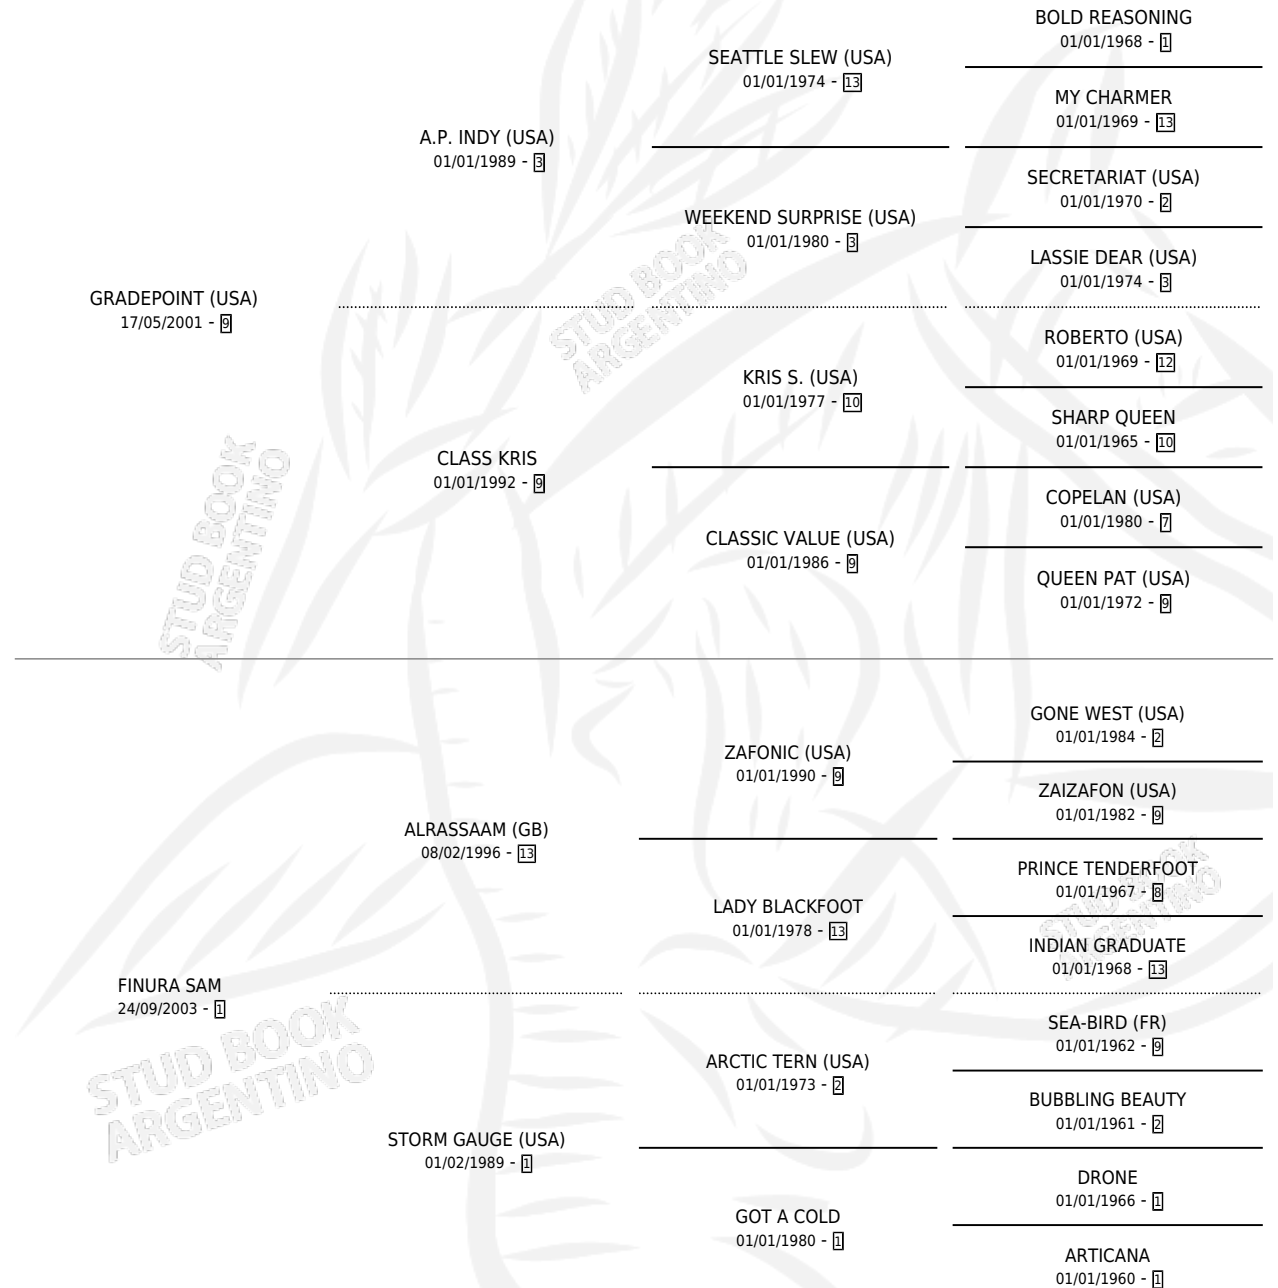 BOLD REASONING
01/01/1968 - 1
SEATTLE SLEW (USA)
01/01/1974 - 13
MY CHARMER
01/01/1969 - 13
A.P. INDY (USA)
01/01/1989 - 3
SECRETARIAT (USA)
01/01/1970 - 2
WEEKEND SURPRISE (USA)
01/01/1980 - 3
LASSIE DEAR (USA)
01/01/1974 - 3
GRADEPOINT (USA)
17/05/2001 - 9
STUD BOOK
ARGENTINO
ROBERTO (USA)
01/01/1969 - 12
KRIS S. (USA)
01/01/1977 - 10
SHARP QUEEN
01/01/1965 - 10
CLASS KRIS
01/01/1992 - 9
COPELAN (USA)
01/01/1980 - 7
CLASSIC VALUE (USA)
01/01/1986 - 9
QUEEN PAT (USA)
01/01/1972 - 9
STUD BOOK
ARGENTINO
GONE WEST (USA)
01/01/1984 - 2
ZAFONIC (USA)
01/01/1990 - 9
ZAIZAFON (USA)
01/01/1982 - 9
ALRASSAAM (GB)
08/02/1996 - 13
PRINCE TENDERFOOT
01/01/1967 - 8
LADY BLACKFOOT
01/01/1978 - 13
INDIAN GRADUATE
01/01/1968 - 13
STUD BOOK
ARGENTINO
FINURA SAM
24/09/2003 - 1
SEA-BIRD (FR)
01/01/1962 - 9
ARCTIC TERN (USA)
01/01/1973 - 2
BUBBLING BEAUTY
01/01/1961 - 2
STUD BOOK
ARGENTINO
STORM GAUGE (USA)
01/02/1989 - 1
DRONE
01/01/1966 - 1
GOT A COLD
01/01/1980 - 1
ARTICANA
01/01/1960 - 1